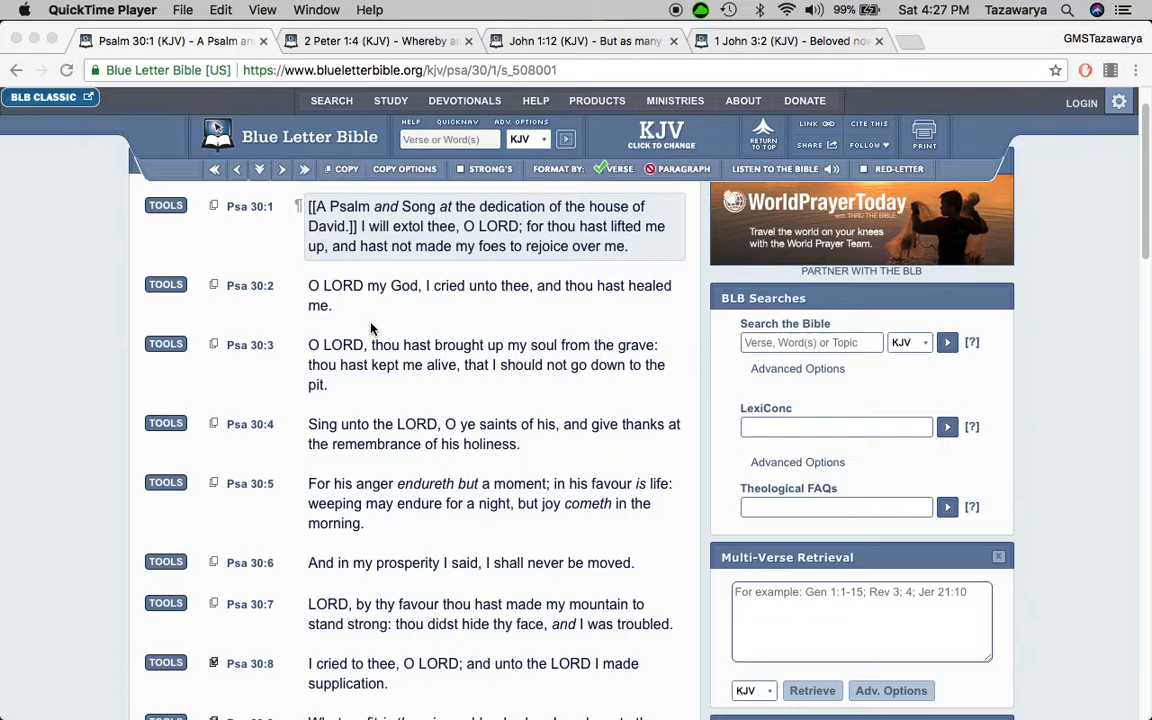 QuickTime Player File Edit View Window Help 99% Sat 4:27 PM Tazawarya
Psalm 30:1 (KJV) - A Psalm an × 2 Peter 1:4 (KJV) - Whereby an × John 1:12 (KJV) - But as many × 1 John 3:2 (KJV) - Beloved no × GMSTazawarya
Blue Letter Bible [US] https://www.blueletterbible.org/kjv/psa/30/1/s_508001
BLB CLASSIC SEARCH STUDY DEVOTIONALS HELP PRODUCTS MINISTRIES ABOUT DONATE LOGIN
Blue Letter Bible
HELP QUICKNAV ADV. OPTIONS
Verse or Word(s) KJV
KJV
CLICK TO CHANGE
RETURN
TO TOP
LINK CITE THIS
SHARE FOLLOW
PRINT
COPY COPY OPTIONS STRONG'S FORMAT BY: VERSE PARAGRAPH LISTEN TO THE BIBLE RED-LETTER
TOOLS Psa 30:1 ¶ [[A Psalm and Song at the dedication of the house of
David.]] I will extol thee, O LORD; for thou hast lifted me
up, and hast not made my foes to rejoice over me.
TOOLS Psa 30:2 O LORD my God, I cried unto thee, and thou hast healed
me.
TOOLS Psa 30:3 O LORD, thou hast brought up my soul from the grave:
thou hast kept me alive, that I should not go down to the
pit.
TOOLS Psa 30:4 Sing unto the LORD, O ye saints of his, and give thanks at
the remembrance of his holiness.
TOOLS Psa 30:5 For his anger endureth but a moment; in his favour is life:
weeping may endure for a night, but joy cometh in the
morning.
TOOLS Psa 30:6 And in my prosperity I said, I shall never be moved.
TOOLS Psa 30:7 LORD, by thy favour thou hast made my mountain to
stand strong: thou didst hide thy face, and I was troubled.
TOOLS Psa 30:8 I cried to thee, O LORD; and unto the LORD I made
supplication.
WorldPrayerToday
with THRU the BIBLE
Travel the world on your knees
with the World Prayer Team.
PARTNER WITH THE BLB
BLB Searches
Search the Bible
Verse, Word(s) or Topic KJV [?]
Advanced Options
LexiConc
[?]
Advanced Options
Theological FAQs
[?]
Multi-Verse Retrieval x
For example: Gen 1:1-15; Rev 3; 4; Jer 21:10
KJV Retrieve Adv. Options